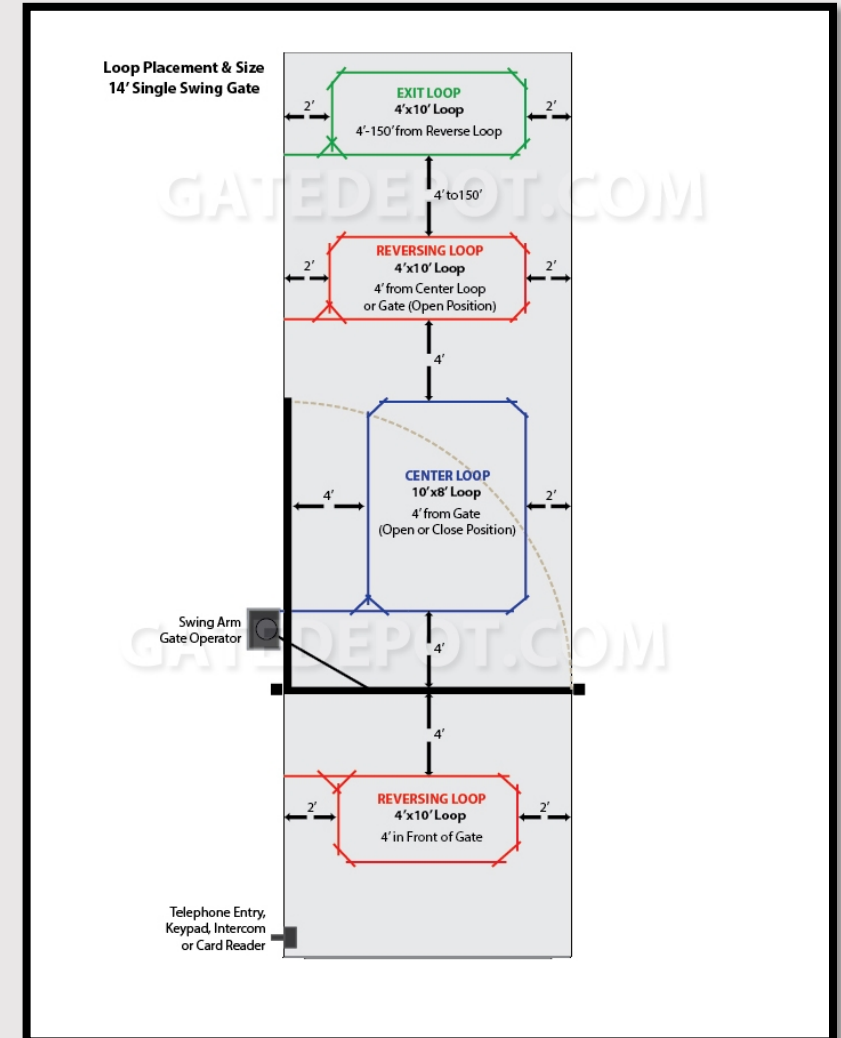 Loop Placement & Size
14' Single Swing Gate
EXIT LOOP
4'x10' Loop
4'-150' from Reverse Loop
2'
2'
4' to 150'
GATEDEPOT.COM
REVERSING LOOP
4'x10' Loop
4' from Center Loop
or Gate (Open Position)
2'
2'
4'
CENTER LOOP
10'x8' Loop
4' from Gate
(Open or Close Position)
4'
2'
Swing Arm
Gate Operator
4'
GATEDEPOT.COM
4'
REVERSING LOOP
4'x10' Loop
4' in Front of Gate
2'
2'
Telephone Entry,
Keypad, Intercom
or Card Reader